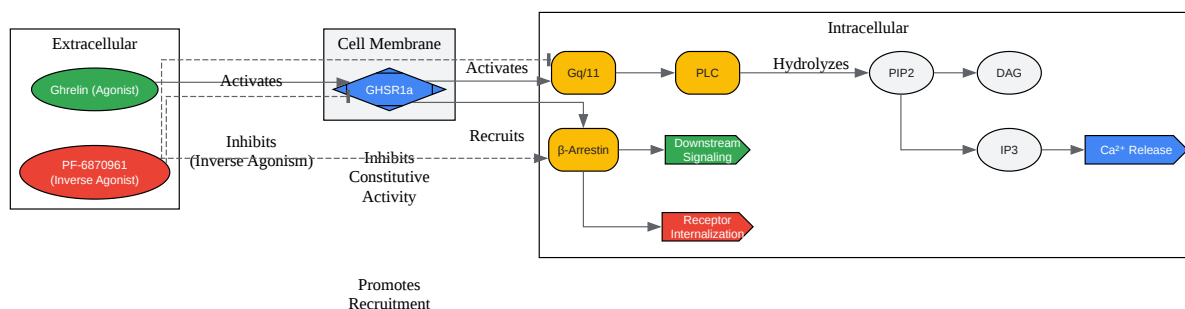 Extracellular
Ghrelin (Agonist)
PF-6870961
(Inverse Agonist)
Activates
Inhibits
(Inverse Agonism)
Cell Membrane
GHSR1a
Inhibits
Constitutive
Activity
Promotes
Recruitment
Activates
Recruits
Intracellular
Gq/11
PLC
Hydrolyzes
PIP2
DAG
β-Arrestin
Downstream
Signaling
IP3
Ca²⁺ Release
Receptor
Internalization